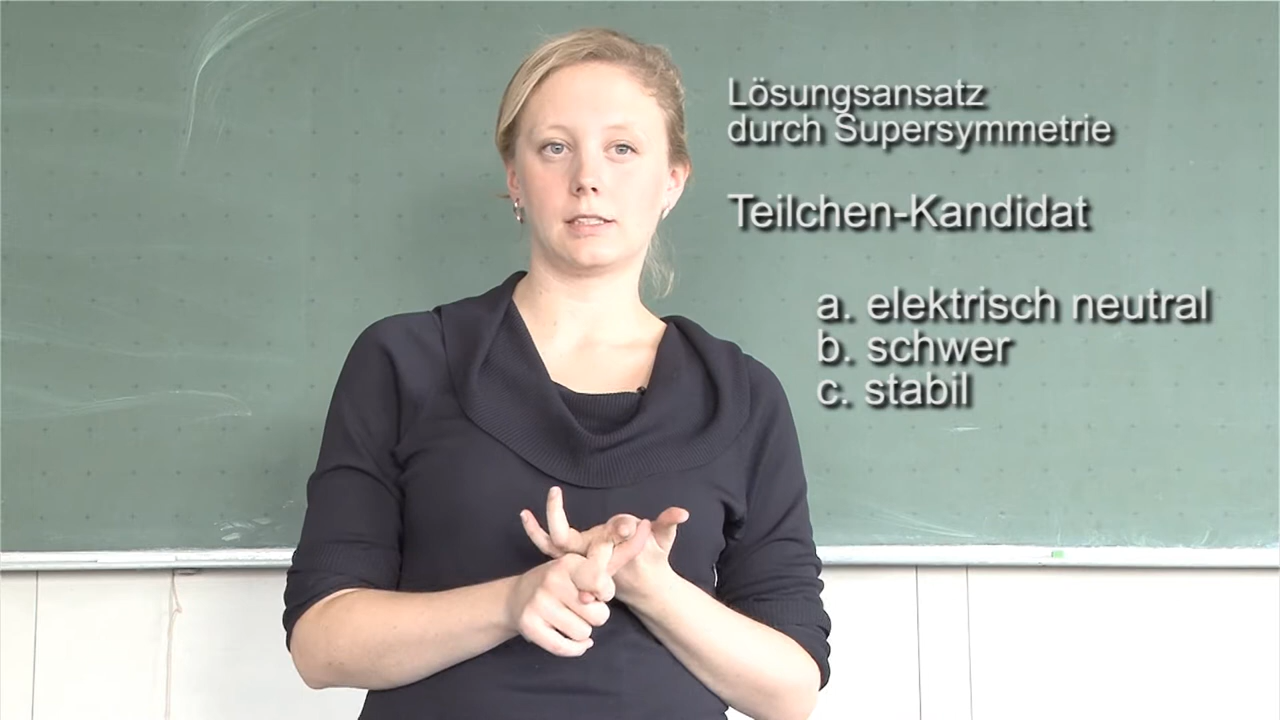 Lösungsansatz
durch Supersymmetrie
Teilchen-Kandidat
a. elektrisch neutral
b. schwer
c. stabil